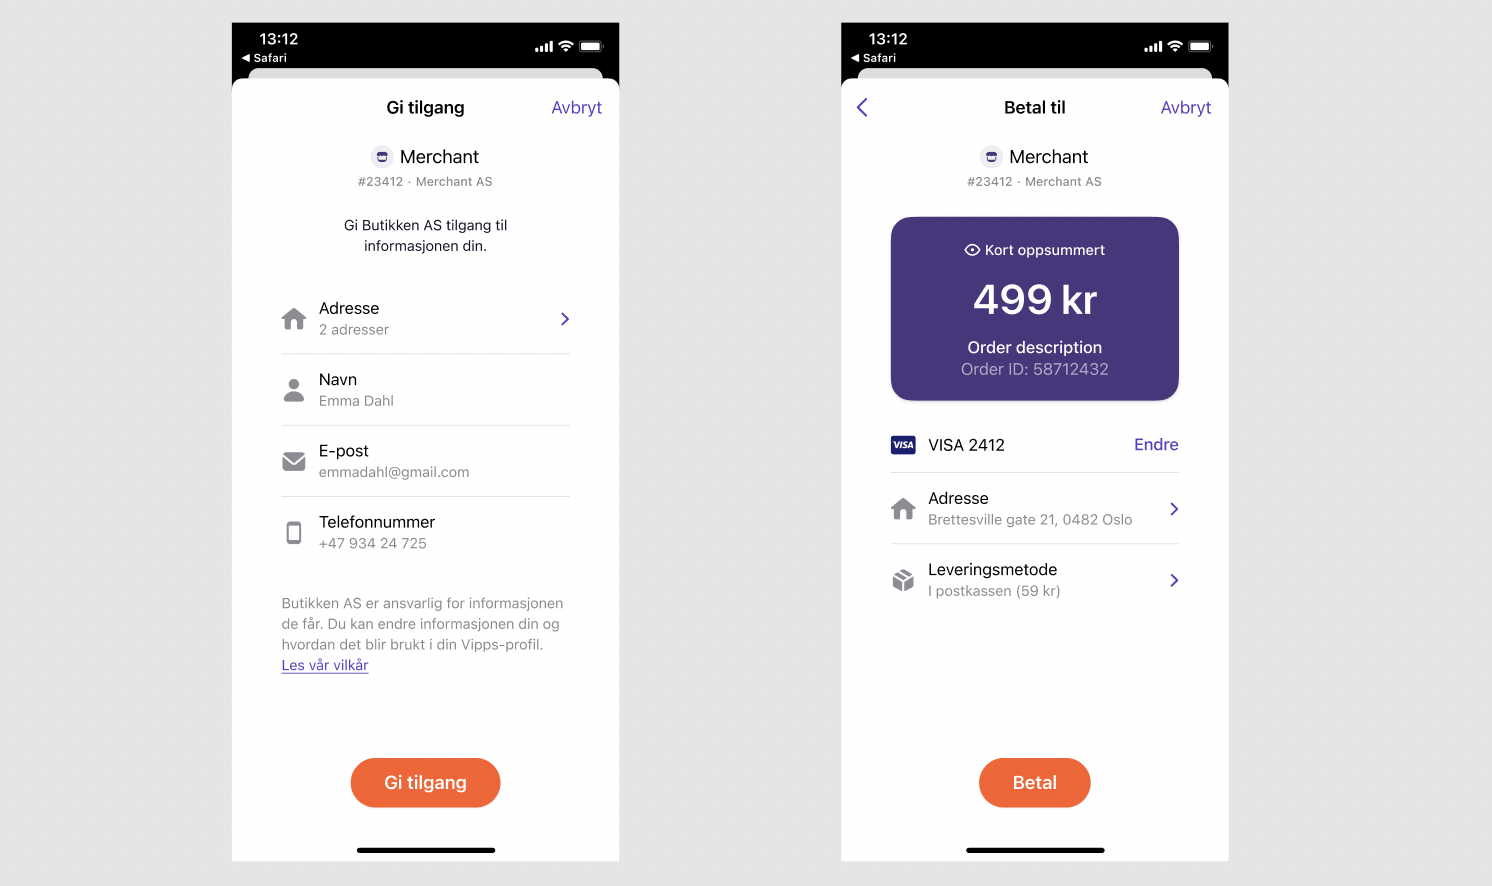 13:12
Safari
Gi tilgang
Avbryt
Merchant
#23412 · Merchant AS
Gi Butikken AS tilgang til
informasjonen din.
Adresse
2 adresser
Navn
Emma Dahl
E-post
emmadahl@gmail.com
Telefonnummer
+47 934 24 725
Butikken AS er ansvarlig for informasjonen
de får. Du kan endre informasjonen din og
hvordan det blir brukt i din Vipps-profil.
Les vår vilkår
Gi tilgang
13:12
Safari
Betal til
Avbryt
Merchant
#23412 · Merchant AS
Kort oppsummert
499 kr
Order description
Order ID: 58712432
VISA
VISA 2412
Endre
Adresse
Brettesville gate 21, 0482 Oslo
Leveringsmetode
I postkassen (59 kr)
Betal